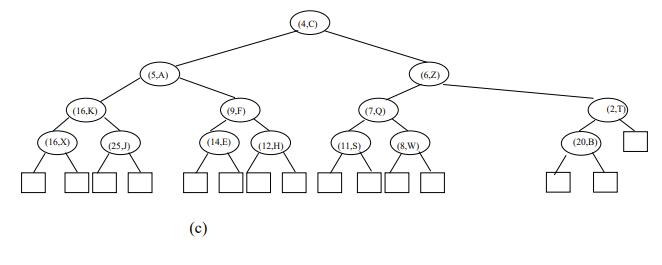 (4,C)
(5,A) (6,Z)
(16,K) (9,F) (7,Q) (2,T)
(16,X) (25,J) (14,E) (12,H) (11,S) (8,W) (20,B)
(c)